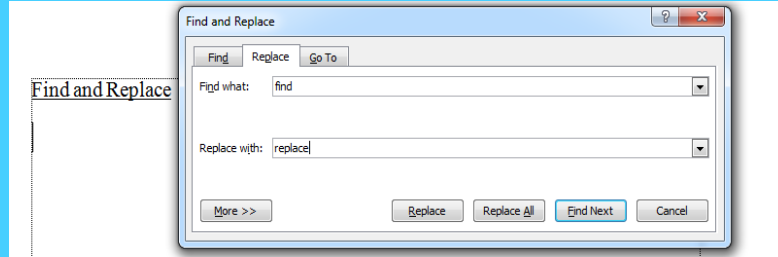 Find and Replace
?
Find Replace Go To
Find and Replace
Find what: find
Replace with: replace
More >> Replace Replace All Find Next Cancel